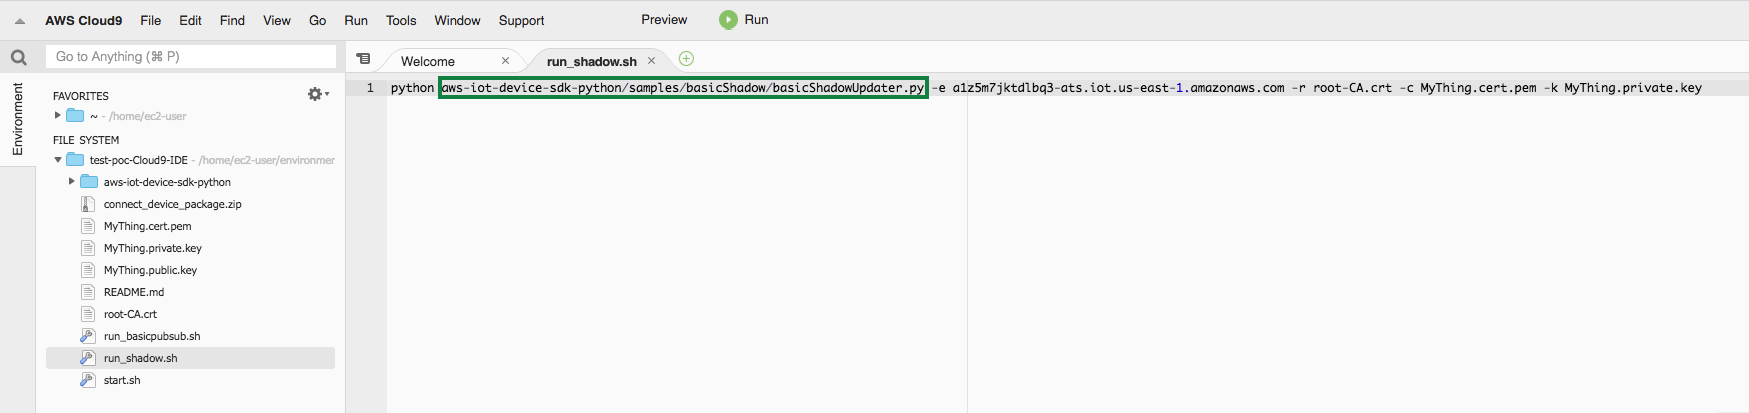 AWS Cloud9 File Edit Find View Go Run Tools Window Support Preview Run
Go to Anything (⌘ P)
Welcome × run_shadow.sh ×
Environment
FAVORITES
~ - /home/ec2-user
FILE SYSTEM
test-poc-Cloud9-IDE - /home/ec2-user/environmen
aws-iot-device-sdk-python
connect_device_package.zip
MyThing.cert.pem
MyThing.private.key
MyThing.public.key
README.md
root-CA.crt
run_basicpubsub.sh
run_shadow.sh
start.sh
1 python aws-iot-device-sdk-python/samples/basicShadow/basicShadowUpdater.py -e a1z5m7jktdlbq3-ats.iot.us-east-1.amazonaws.com -r root-CA.crt -c MyThing.cert.pem -k MyThing.private.key